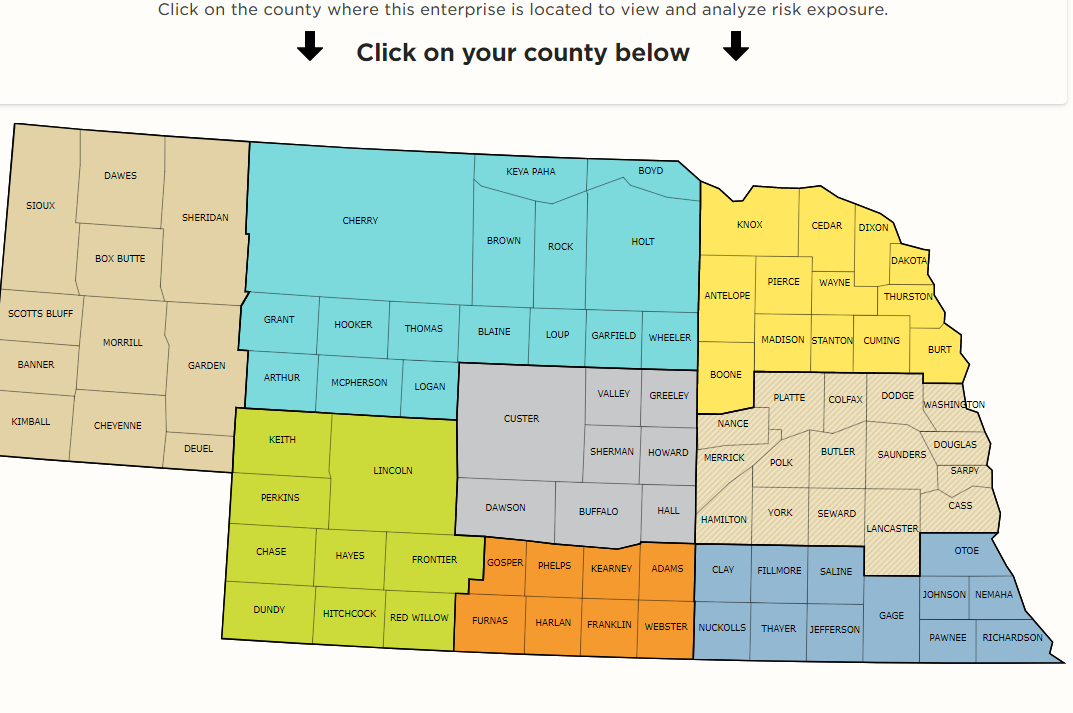 Click on the county where this enterprise is located to view and analyze risk exposure.
Click on your county below
SIOUX
DAWES
SHERIDAN
BOX BUTTE
SCOTTS BLUFF
MORRILL
BANNER
GARDEN
KIMBALL
CHEYENNE
DEUEL
CHERRY
KEYA PAHA
BOYD
BROWN
ROCK
HOLT
GRANT
HOOKER
THOMAS
BLAINE
LOUP
GARFIELD
WHEELER
ARTHUR
MCPHERSON
LOGAN
KNOX
CEDAR
DIXON
DAKOTA
ANTELOPE
PIERCE
WAYNE
THURSTON
MADISON
STANTON
CUMING
BURT
BOONE
KEITH
LINCOLN
PERKINS
CHASE
HAYES
FRONTIER
DUNDY
HITCHCOCK
RED WILLOW
CUSTER
VALLEY
GREELEY
SHERMAN
HOWARD
DAWSON
BUFFALO
HALL
PLATTE
COLFAX
DODGE
WASHINGTON
NANCE
MERRICK
POLK
BUTLER
SAUNDERS
DOUGLAS
SARPY
HAMILTON
YORK
SEWARD
LANCASTER
CASS
GOSPER
PHELPS
KEARNEY
ADAMS
FURNAS
HARLAN
FRANKLIN
WEBSTER
CLAY
FILLMORE
SALINE
OTOE
NUCKOLLS
THAYER
JEFFERSON
GAGE
JOHNSON
NEMAHA
PAWNEE
RICHARDSON